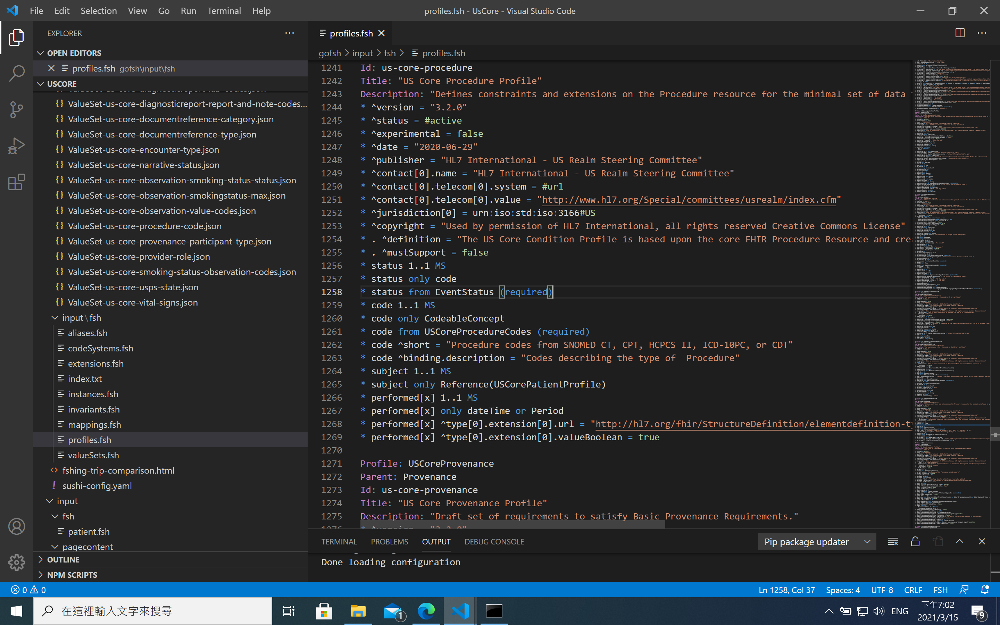 File Edit Selection View Go Run Terminal Help
profiles.fsh - UsCore - Visual Studio Code
EXPLORER
OPEN EDITORS
profiles.fsh gofsh\input\fsh
USCORE
ValueSet-us-core-diagnosticreport-lab-codes.json
ValueSet-us-core-diagnosticreport-report-and-note-codes...
ValueSet-us-core-documentreference-category.json
ValueSet-us-core-documentreference-type.json
ValueSet-us-core-encounter-type.json
ValueSet-us-core-narrative-status.json
ValueSet-us-core-observation-smoking-status-status.json
ValueSet-us-core-observation-smokingstatus-max.json
ValueSet-us-core-observation-value-codes.json
ValueSet-us-core-procedure-code.json
ValueSet-us-core-provenance-participant-type.json
ValueSet-us-core-provider-role.json
ValueSet-us-core-smoking-status-observation-codes.json
ValueSet-us-core-usps-state.json
ValueSet-us-core-vital-signs.json
input\fsh
aliases.fsh
codeSystems.fsh
extensions.fsh
index.txt
instances.fsh
invariants.fsh
mappings.fsh
profiles.fsh
valueSets.fsh
fshing-trip-comparison.html
sushi-config.yaml
input
fsh
patient.fsh
pagecontent
OUTLINE
NPM SCRIPTS
profiles.fsh
gofsh > input > fsh > profiles.fsh
1241 Id: us-core-procedure
1242 Title: "US Core Procedure Profile"
1243 Description: "Defines constraints and extensions on the Procedure resource for the minimal set of data
1244 * ^version = "3.2.0"
1245 * ^status = #active
1246 * ^experimental = false
1247 * ^date = "2020-06-29"
1248 * ^publisher = "HL7 International - US Realm Steering Committee"
1249 * ^contact[0].name = "HL7 International - US Realm Steering Committee"
1250 * ^contact[0].telecom[0].system = #url
1251 * ^contact[0].telecom[0].value = "http://www.hl7.org/Special/committees/usrealm/index.cfm"
1252 * ^jurisdiction[0] = urn:iso:std:iso:3166#US
1253 * ^copyright = "Used by permission of HL7 International, all rights reserved Creative Commons License"
1254 * . ^definition = "The US Core Condition Profile is based upon the core FHIR Procedure Resource and crea
1255 * . ^mustSupport = false
1256 * status 1..1 MS
1257 * status only code
1258 * status from EventStatus (required)
1259 * code 1..1 MS
1260 * code only CodeableConcept
1261 * code from USCoreProcedureCodes (required)
1262 * code ^short = "Procedure codes from SNOMED CT, CPT, HCPCS II, ICD-10PC, or CDT"
1263 * code ^binding.description = "Codes describing the type of  Procedure"
1264 * subject 1..1 MS
1265 * subject only Reference(USCorePatientProfile)
1266 * performed[x] 1..1 MS
1267 * performed[x] only dateTime or Period
1268 * performed[x] ^type[0].extension[0].url = "http://hl7.org/fhir/StructureDefinition/elementdefinition-ty
1269 * performed[x] ^type[0].extension[0].valueBoolean = true
1270
1271 Profile: USCoreProvenance
1272 Parent: Provenance
1273 Id: us-core-provenance
1274 Title: "US Core Provenance Profile"
1275 Description: "Draft set of requirements to satisfy Basic Provenance Requirements."
1276 * ^version = "3.2.0"
TERMINAL PROBLEMS OUTPUT DEBUG CONSOLE
Pip package updater
Done loading configuration
0 0
Ln 1258, Col 37 Spaces: 4 UTF-8 CRLF FSH
在這裡輸入文字來搜尋
1
ENG
下午7:02
2021/3/15
9